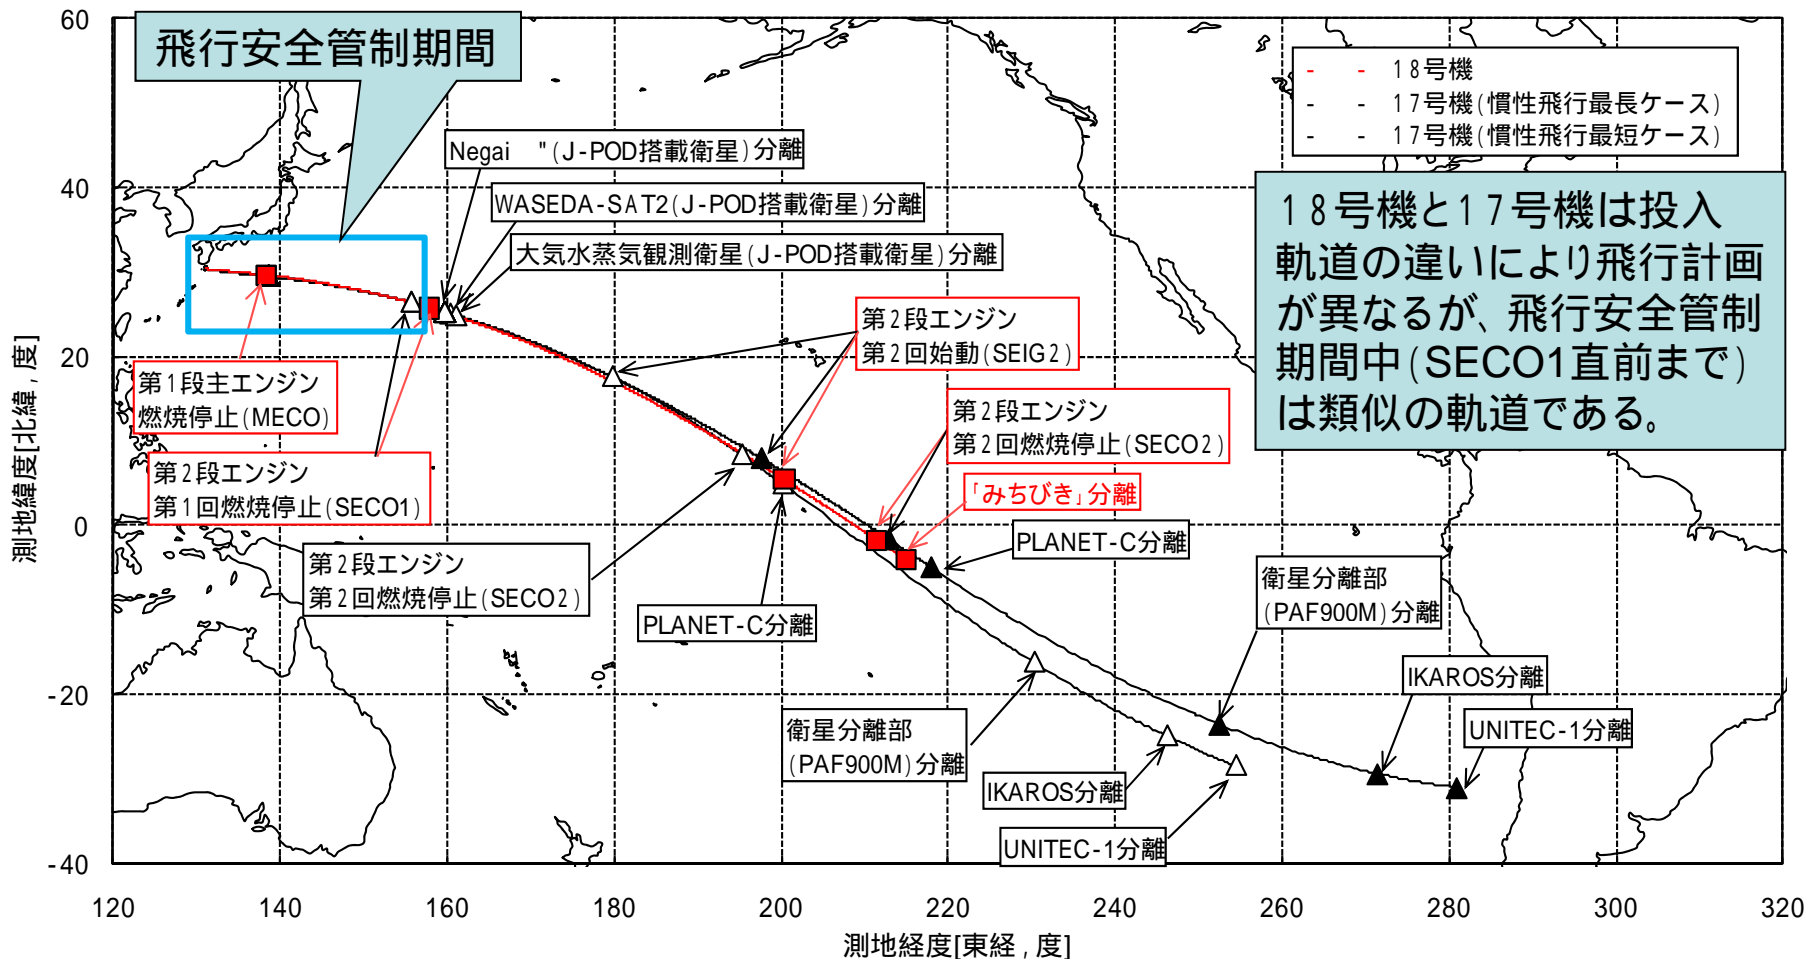 飛行安全管制期間
- - 18号機
- - 17号機(慣性飛行最長ケース)
- - 17号機(慣性飛行最短ケース)
18号機と17号機は投入
軌道の違いにより飛行計画
が異なるが、飛行安全管制
期間中(SECO1直前まで)
は類似の軌道である。
Negai "(J-POD搭載衛星)分離
WASEDA-SAT2(J-POD搭載衛星)分離
大気水蒸気観測衛星(J-POD搭載衛星)分離
第2段エンジン
第2回始動(SEIG2)
第1段主エンジン
燃焼停止(MECO)
第2段エンジン
第2回燃焼停止(SECO2)
第2段エンジン
第1回燃焼停止(SECO1)
「みちびき」分離
PLANET-C分離
第2段エンジン
第2回燃焼停止(SECO2)
PLANET-C分離
衛星分離部
(PAF900M)分離
IKAROS分離
UNITEC-1分離
衛星分離部
(PAF900M)分離
IKAROS分離
UNITEC-1分離
測地緯度[北緯,度]
60
40
20
0
-20
-40
120 140 160 180 200 220 240 260 280 300 320
測地経度[東経,度]